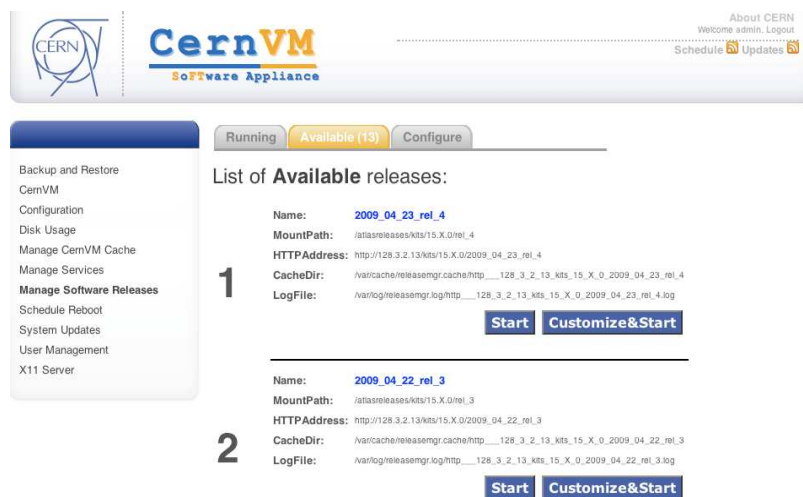 CERN
CernVM
SoFTware Appliance
About CERN
Welcome admin. Logout
Schedule Updates
Running Available (13) Configure
Backup and Restore
CernVM
Configuration
Disk Usage
Manage CernVM Cache
Manage Services
Manage Software Releases
Schedule Reboot
System Updates
User Management
X11 Server
List of Available releases:
1
Name: 2009_04_23_rel_4
MountPath: /atlasreleases/kits/15.X.0/rel_4
HTTPAddress: http://128.3.2.13/kits/15.X.0/2009_04_23_rel_4
CacheDir: /var/cache/releasemgr.cache/http___128_3_2_13_kits_15_X_0_2009_04_23_rel_4
LogFile: /var/log/releasemgr.log/http___128_3_2_13_kits_15_X_0_2009_04_23_rel_4.log
Start Customize&Start
2
Name: 2009_04_22_rel_3
MountPath: /atlasreleases/kits/15.X.0/rel_3
HTTPAddress: http://128.3.2.13/kits/15.X.0/2009_04_22_rel_3
CacheDir: /var/cache/releasemgr.cache/http___128_3_2_13_kits_15_X_0_2009_04_22_rel_3
LogFile: /var/log/releasemgr.log/http___128_3_2_13_kits_15_X_0_2009_04_22_rel_3.log
Start Customize&Start